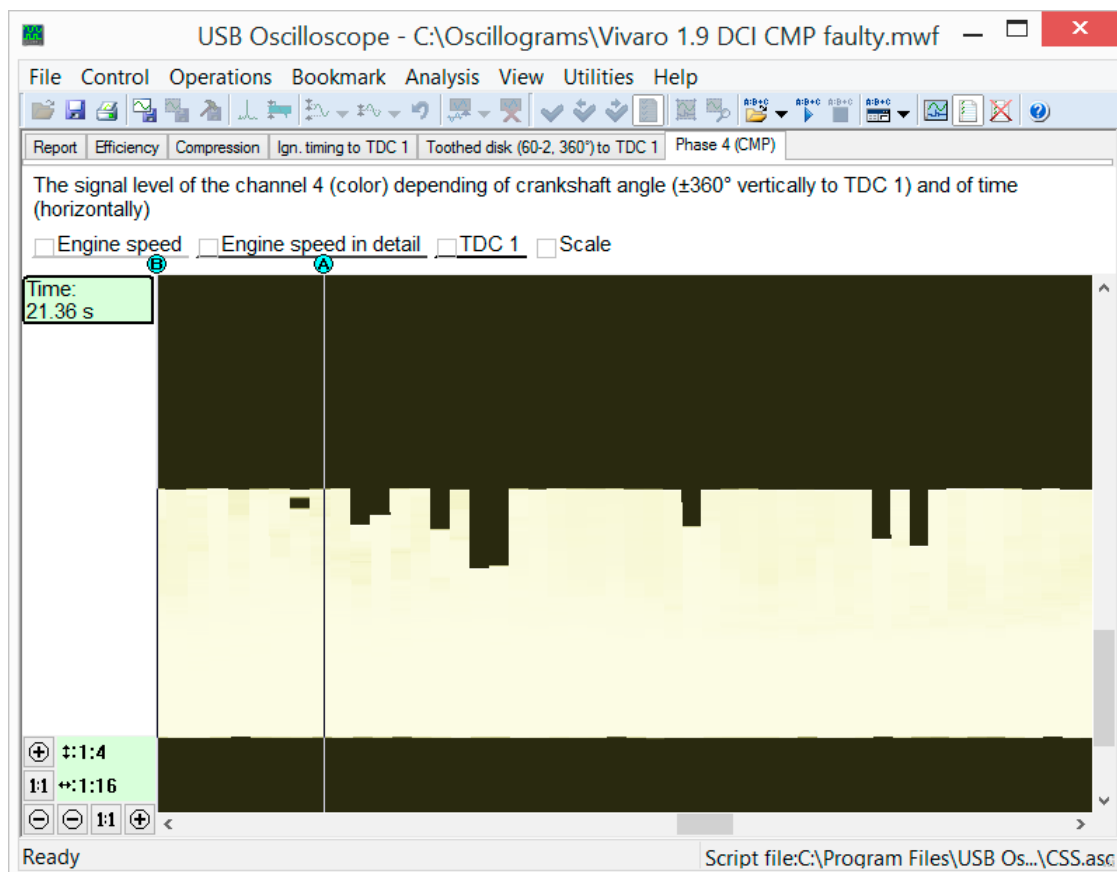 USB Oscilloscope - C:\Oscillograms\Vivaro 1.9 DCI CMP faulty.mwf
File Control Operations Bookmark Analysis View Utilities Help
A:B+C A:B+C A:B+C A:B+C
Report Efficiency Compression Ign. timing to TDC 1 Toothed disk (60-2, 360°) to TDC 1 Phase 4 (CMP)
The signal level of the channel 4 (color) depending of crankshaft angle (±360° vertically to TDC 1) and of time
(horizontally)
Engine speed Engine speed in detail TDC 1 Scale
B A
Time:
21.36 s
↕:1:4
1:1 ↔:1:16
1:1
Ready Script file:C:\Program Files\USB Os...\CSS.asc